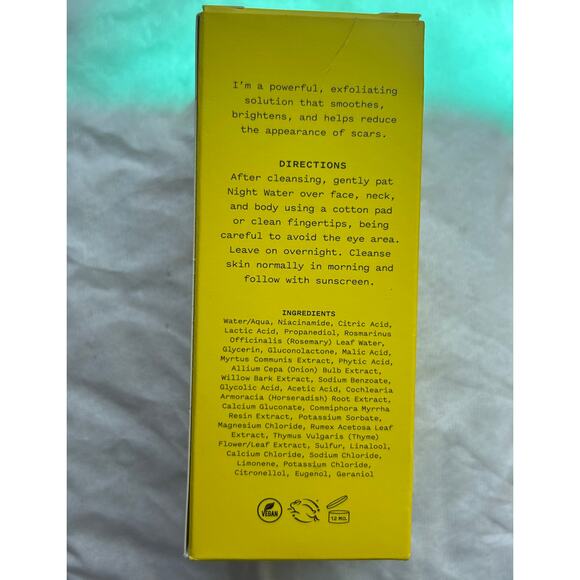 I'm a powerful, exfoliating
solution that smoothes,
brightens, and helps reduce
the appearance of scars.
DIRECTIONS
After cleansing, gently pat
Night Water over face, neck,
and body using a cotton pad
or clean fingertips, being
careful to avoid the eye area.
Leave on overnight. Cleanse
skin normally in morning and
follow with sunscreen.
INGREDIENTS
Water/Aqua, Niacinamide, Citric Acid,
Lactic Acid, Propanediol, Rosmarinus
Officinalis (Rosemary) Leaf Water,
Glycerin, Gluconolactone, Malic Acid,
Myrtus Communis Extract, Phytic Acid,
Allium Cepa (Onion) Bulb Extract,
Willow Bark Extract, Sodium Benzoate,
Glycolic Acid, Acetic Acid, Cochlearia
Armoracia (Horseradish) Root Extract,
Calcium Gluconate, Commiphora Myrrha
Resin Extract, Potassium Sorbate,
Magnesium Chloride, Rumex Acetosa Leaf
Extract, Thymus Vulgaris (Thyme)
Flower/Leaf Extract, Sulfur, Linalool,
Calcium Chloride, Sodium Chloride,
Limonene, Potassium Chloride,
Citronellol, Eugenol, Geraniol
VEGAN
12 MO.